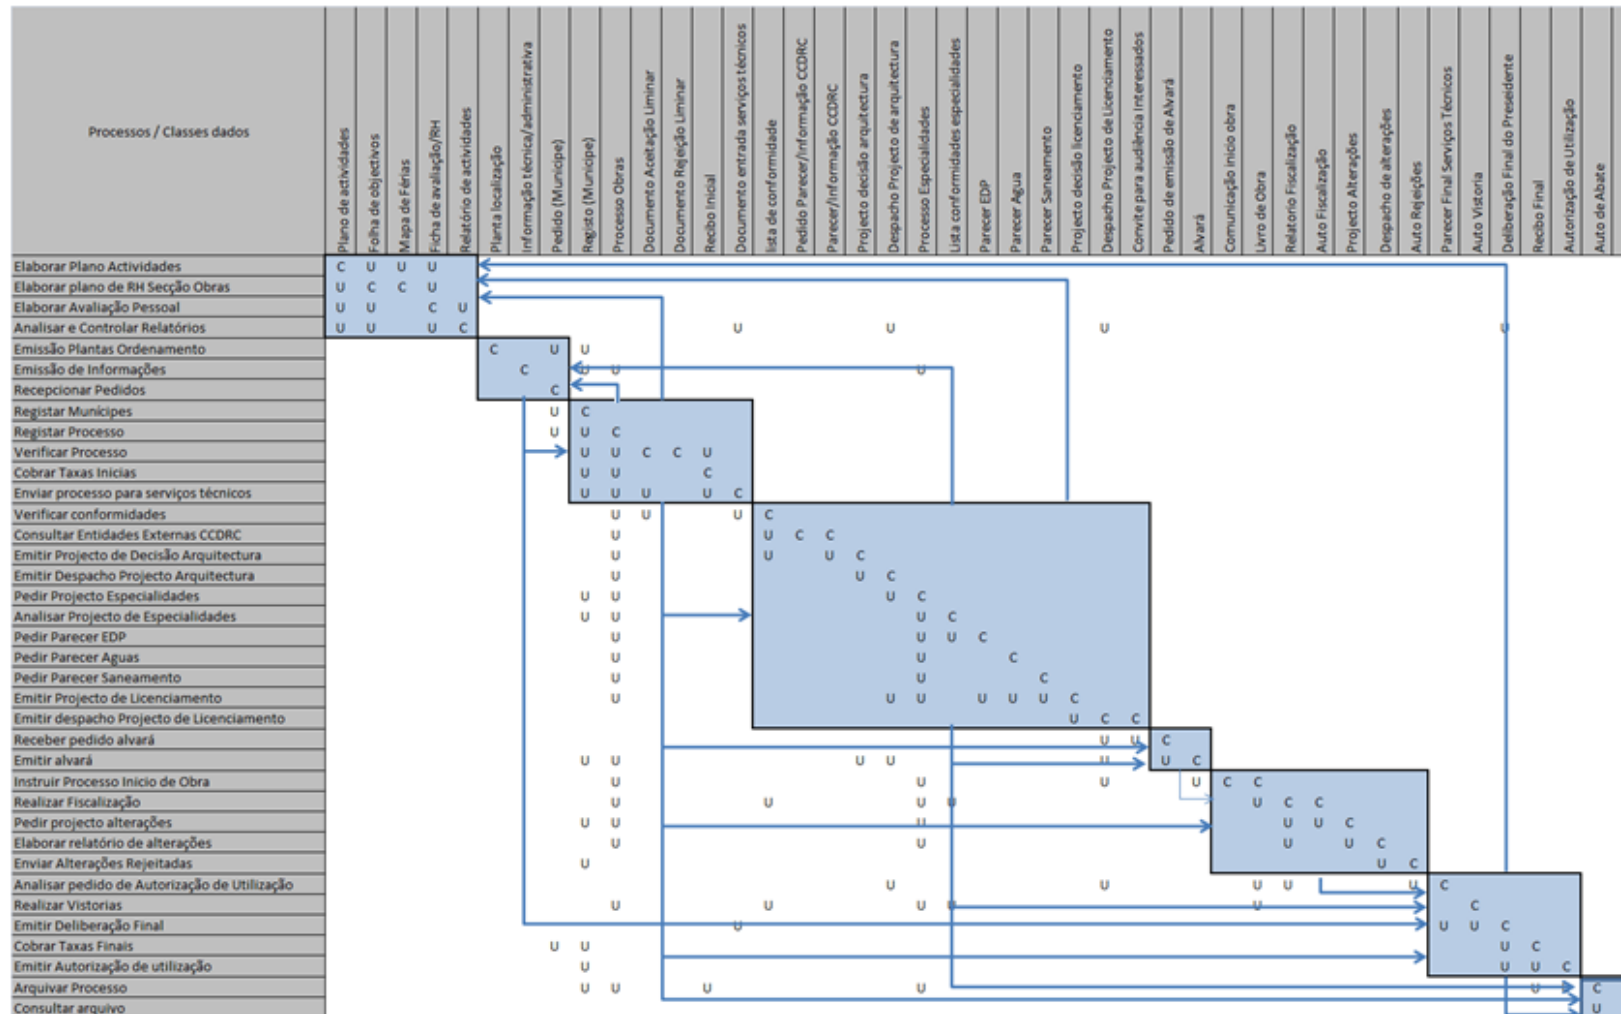 Processos / Classes dados
Plano de actividades
Folha de objectivos
Mapa de Férias
Ficha de avaliação/RH
Relatório de actividades
Planta localização
Informação técnica/administrativa
Pedido (Municipe)
Registo (Municipe)
Processo Obras
Documento Aceitação Liminar
Documento Rejeição Liminar
Recibo Inicial
Documento entrada serviços técnicos
lista de conformidade
Pedido Parecer/Informação CCDRC
Parecer/Informação CCDRC
Projecto decisão arquitectura
Despacho Projecto de arquitectura
Processo Especialidades
Lista conformidades especialidades
Parecer EDP
Parecer Agua
Parecer Saneamento
Projecto decisão licenciamento
Despacho Projecto de Licenciamento
Convite para audiência Interessados
Pedido de emissão de Alvará
Alvará
Comunicação inicio obra
Livro de Obra
Relatorio Fiscalização
Auto Fiscalização
Projecto Alterações
Despacho de alterações
Auto Rejeições
Parecer Final Serviços Técnicos
Auto Vistoria
Deliberação Final do Preseidente
Recibo Final
Autorização de Utilização
Auto de Abate
Elaborar Plano Actividades C U U U
Elaborar plano de RH Secção Obras U C C U
Elaborar Avaliação Pessoal U U C U
Analisar e Controlar Relatórios U U U C U U U U
Emissão Plantas Ordenamento C U U
Emissão de Informações C U U U
Recepcionar Pedidos C
Registar Munícipes U C
Registar Processo U U C
Verificar Processo U U C C U
Cobrar Taxas Inicias U U C
Enviar processo para serviços técnicos U U U U C
Verificar conformidades U U U C
Consultar Entidades Externas CCDRC U U C C
Emitir Projecto de Decisão Arquitectura U U U C
Emitir Despacho Projecto Arquitectura U U C
Pedir Projecto Especialidades U U U C
Analisar Projecto de Especialidades U U U C
Pedir Parecer EDP U U U C
Pedir Parecer Aguas U U C
Pedir Parecer Saneamento U U C
Emitir Projecto de Licenciamento U U U U U U C
Emitir despacho Projecto de Licenciamento U C C
Receber pedido alvará U U C
Emitir alvará U U U U U U C
Instruir Processo Inicio de Obra U U U U C C
Realizar Fiscalização U U U U U C C
Pedir projecto alterações U U U U U C
Elaborar relatório de alterações U U U U C
Enviar Alterações Rejeitadas U U C
Analisar pedido de Autorização de Utilização U U U U U C
Realizar Vistorias U U U U U C
Emitir Deliberação Final U U U C
Cobrar Taxas Finais U U U C
Emitir Autorização de utilização U U U C
Arquivar Processo U U U U U U C
Consultar arquivo U